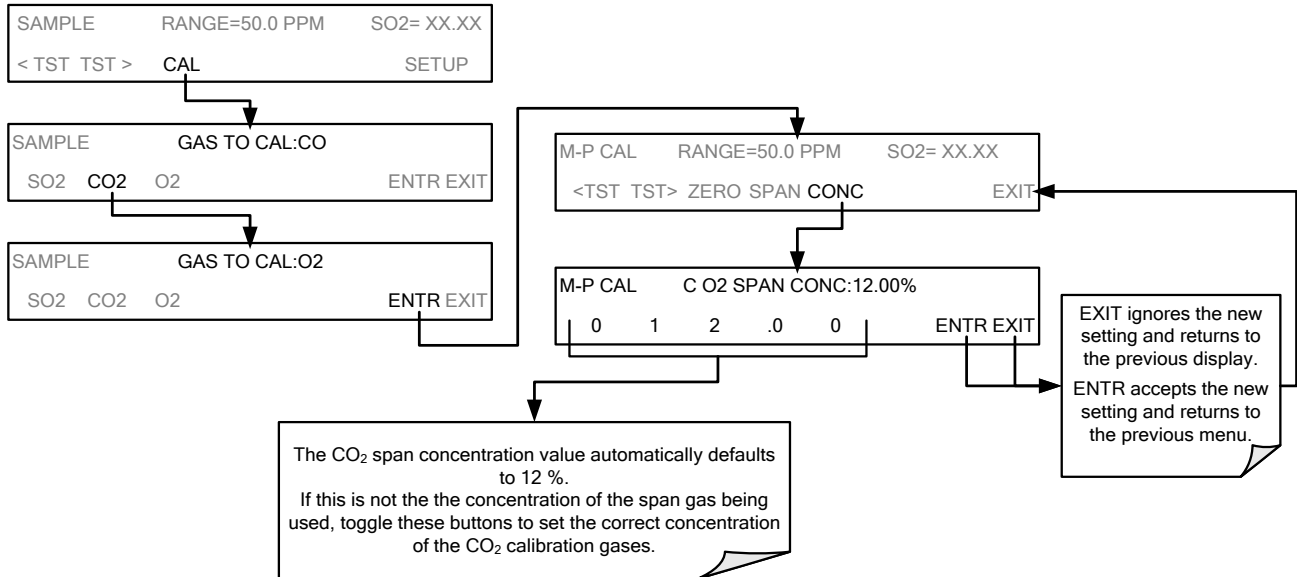 SAMPLE RANGE=50.0 PPM SO2= XX.XX
< TST TST > CAL SETUP
SAMPLE GAS TO CAL:CO
SO2 CO2 O2 ENTR EXIT
SAMPLE GAS TO CAL:O2
SO2 CO2 O2 ENTR EXIT
M-P CAL RANGE=50.0 PPM SO2= XX.XX
<TST TST> ZERO SPAN CONC EXIT
M-P CAL C O2 SPAN CONC:12.00%
0 1 2 .0 0 ENTR EXIT
EXIT ignores the new
setting and returns to
the previous display.
ENTR accepts the new
setting and returns to
the previous menu.
The CO₂ span concentration value automatically defaults
to 12 %.
If this is not the the concentration of the span gas being
used, toggle these buttons to set the correct concentration
of the CO₂ calibration gases.